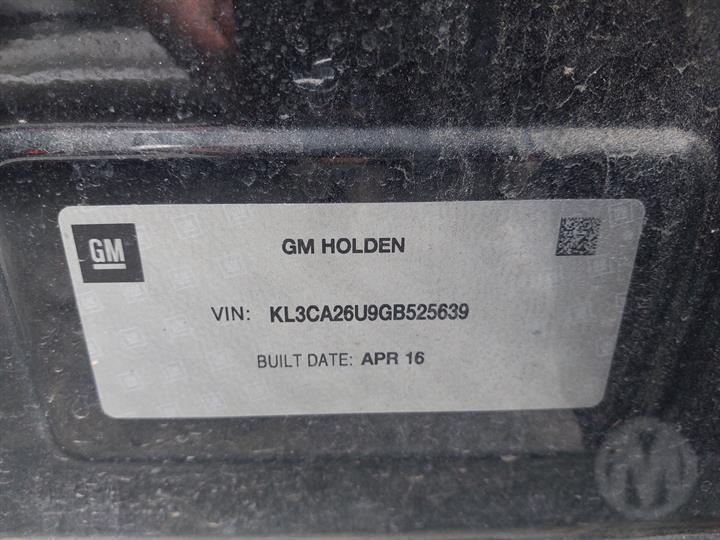 GM
GM HOLDEN
VIN: KL3CA26U9GB525639
BUILT DATE: APR 16
M